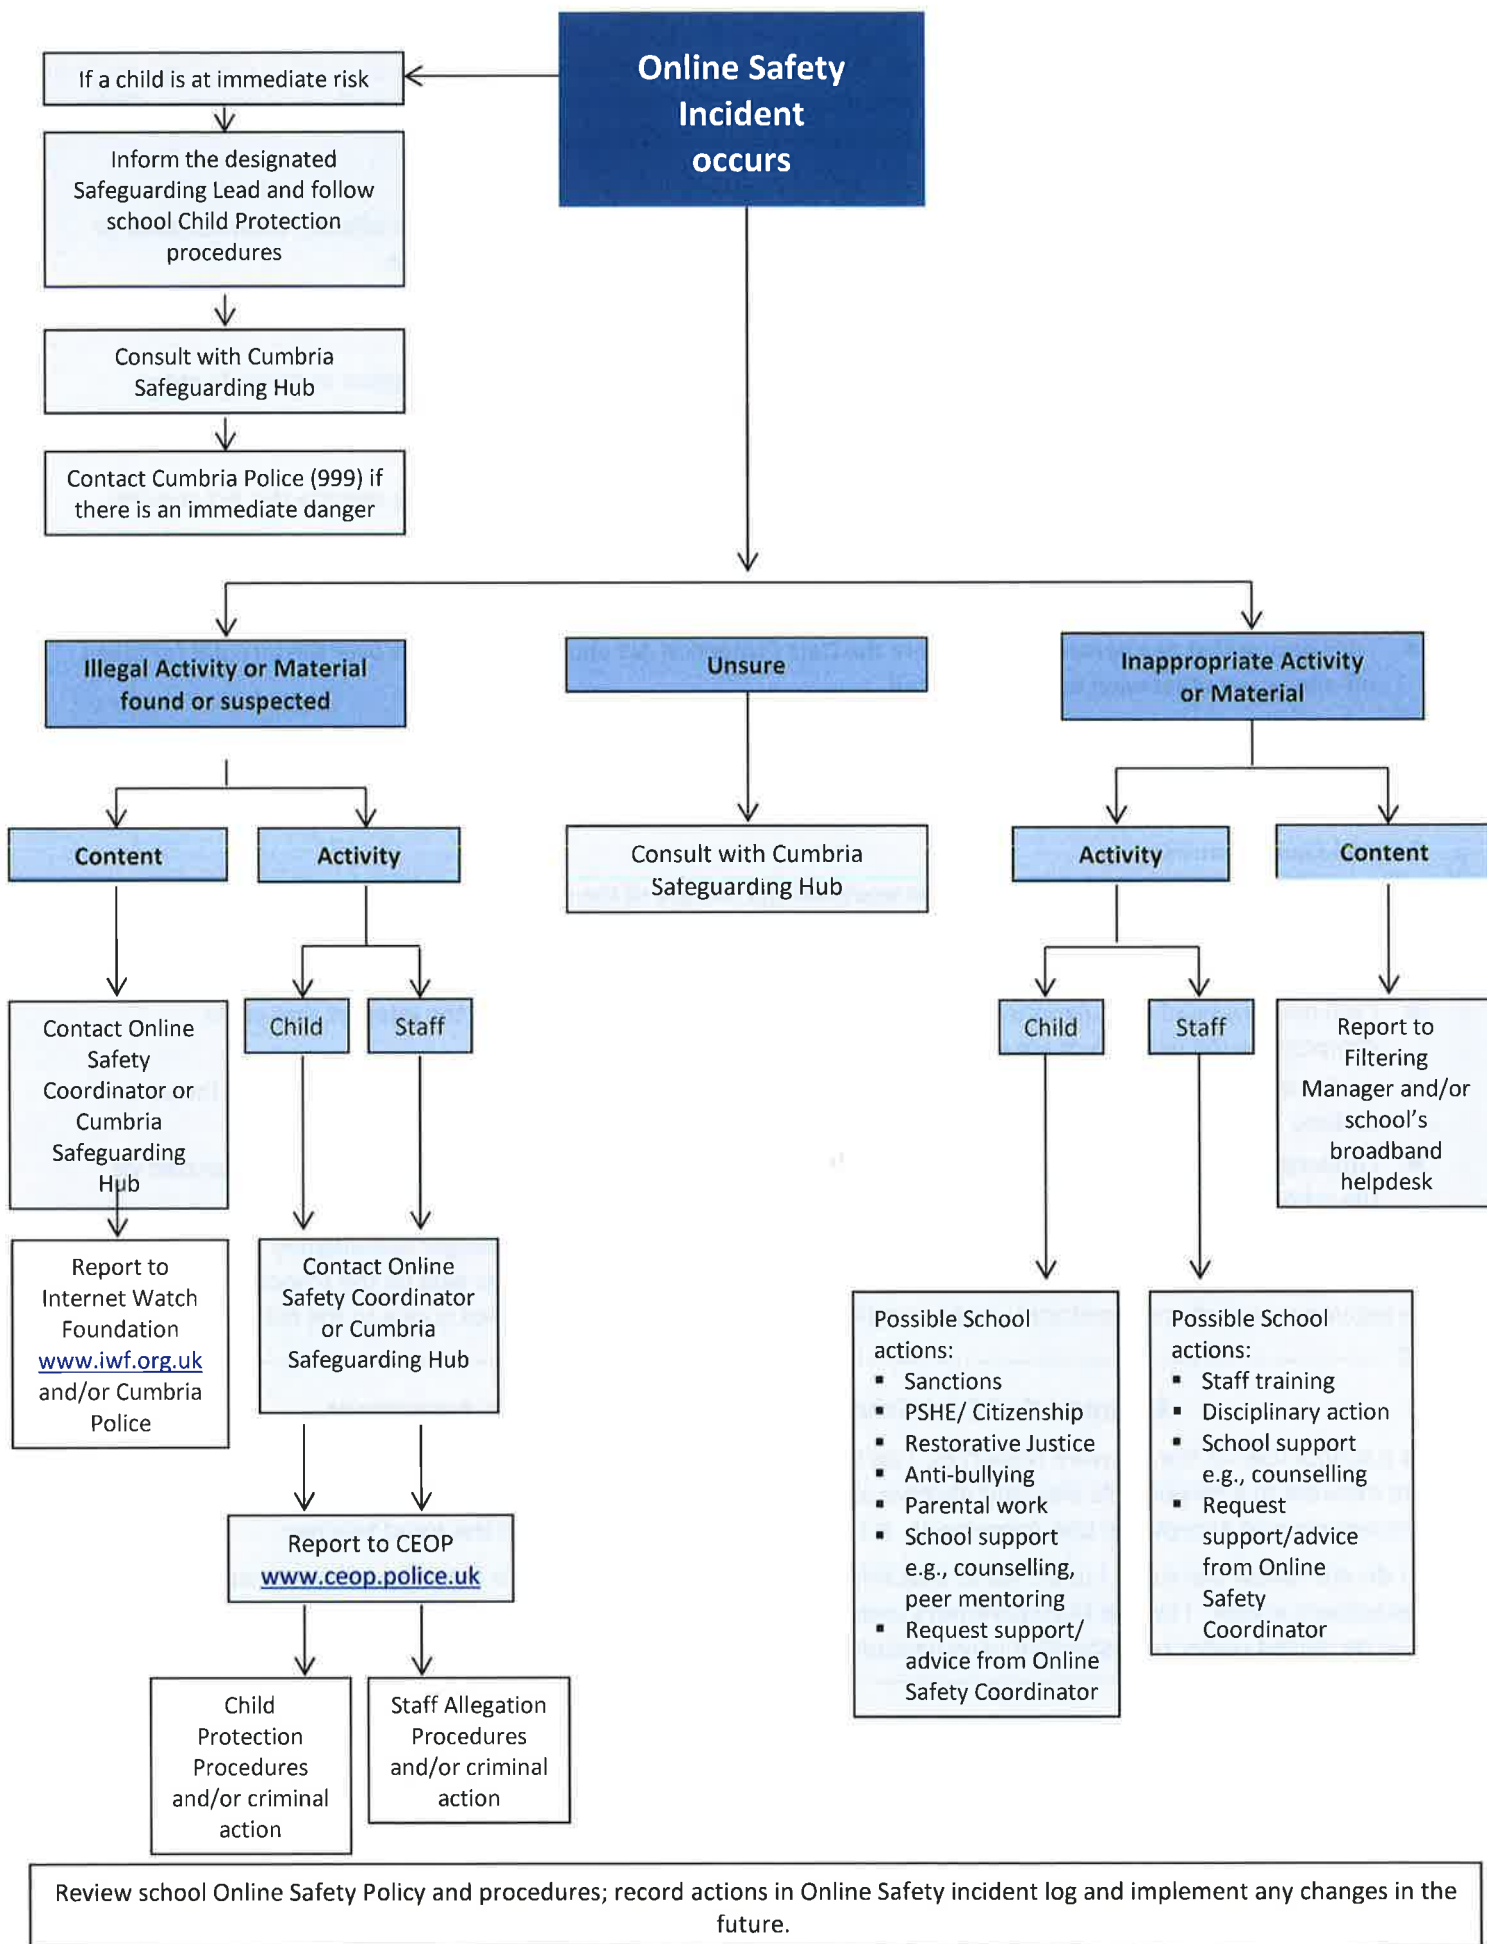 Online Safety
Incident
occurs
If a child is at immediate risk
Inform the designated
Safeguarding Lead and follow
school Child Protection
procedures
Consult with Cumbria
Safeguarding Hub
Contact Cumbria Police (999) if
there is an immediate danger
Illegal Activity or Material
found or suspected
Unsure
Inappropriate Activity
or Material
Content
Activity
Consult with Cumbria
Safeguarding Hub
Activity
Content
Contact Online
Safety
Coordinator or
Cumbria
Safeguarding
Hub
Child
Staff
Child
Staff
Report to
Filtering
Manager and/or
school's
broadband
helpdesk
Report to
Internet Watch
Foundation
www.iwf.org.uk
and/or Cumbria
Police
Contact Online
Safety Coordinator
or Cumbria
Safeguarding Hub
Possible School
actions:
▪ Sanctions
▪ PSHE/ Citizenship
▪ Restorative Justice
▪ Anti-bullying
▪ Parental work
▪ School support
e.g., counselling,
peer mentoring
▪ Request support/
advice from Online
Safety Coordinator
Possible School
actions:
▪ Staff training
▪ Disciplinary action
▪ School support
e.g., counselling
▪ Request
support/advice
from Online
Safety
Coordinator
Report to CEOP
www.ceop.police.uk
Child
Protection
Procedures
and/or criminal
action
Staff Allegation
Procedures
and/or criminal
action
Review school Online Safety Policy and procedures; record actions in Online Safety incident log and implement any changes in the
future.